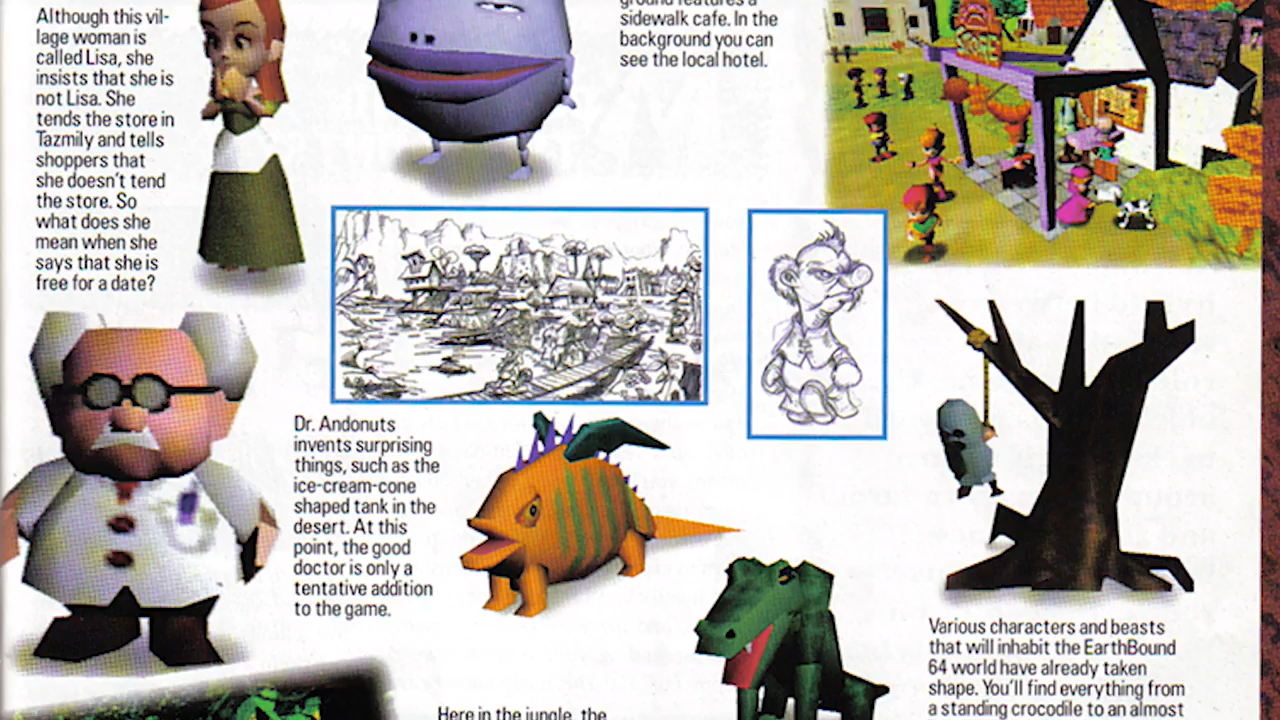 Although this vil-
lage woman is
called Lisa, she
insists that she is
not Lisa. She
tends the store in
Tazmily and tells
shoppers that
she doesn't tend
the store. So
what does she
mean when she
says that she is
free for a date?
ground features a
sidewalk cafe. In the
background you can
see the local hotel.
Dr. Andonuts
invents surprising
things, such as the
ice-cream-cone
shaped tank in the
desert. At this
point, the good
doctor is only a
tentative addition
to the game.
Various characters and beasts
that will inhabit the EarthBound
64 world have already taken
shape. You'll find everything from
a standing crocodile to an almost
Here in the jungle, the